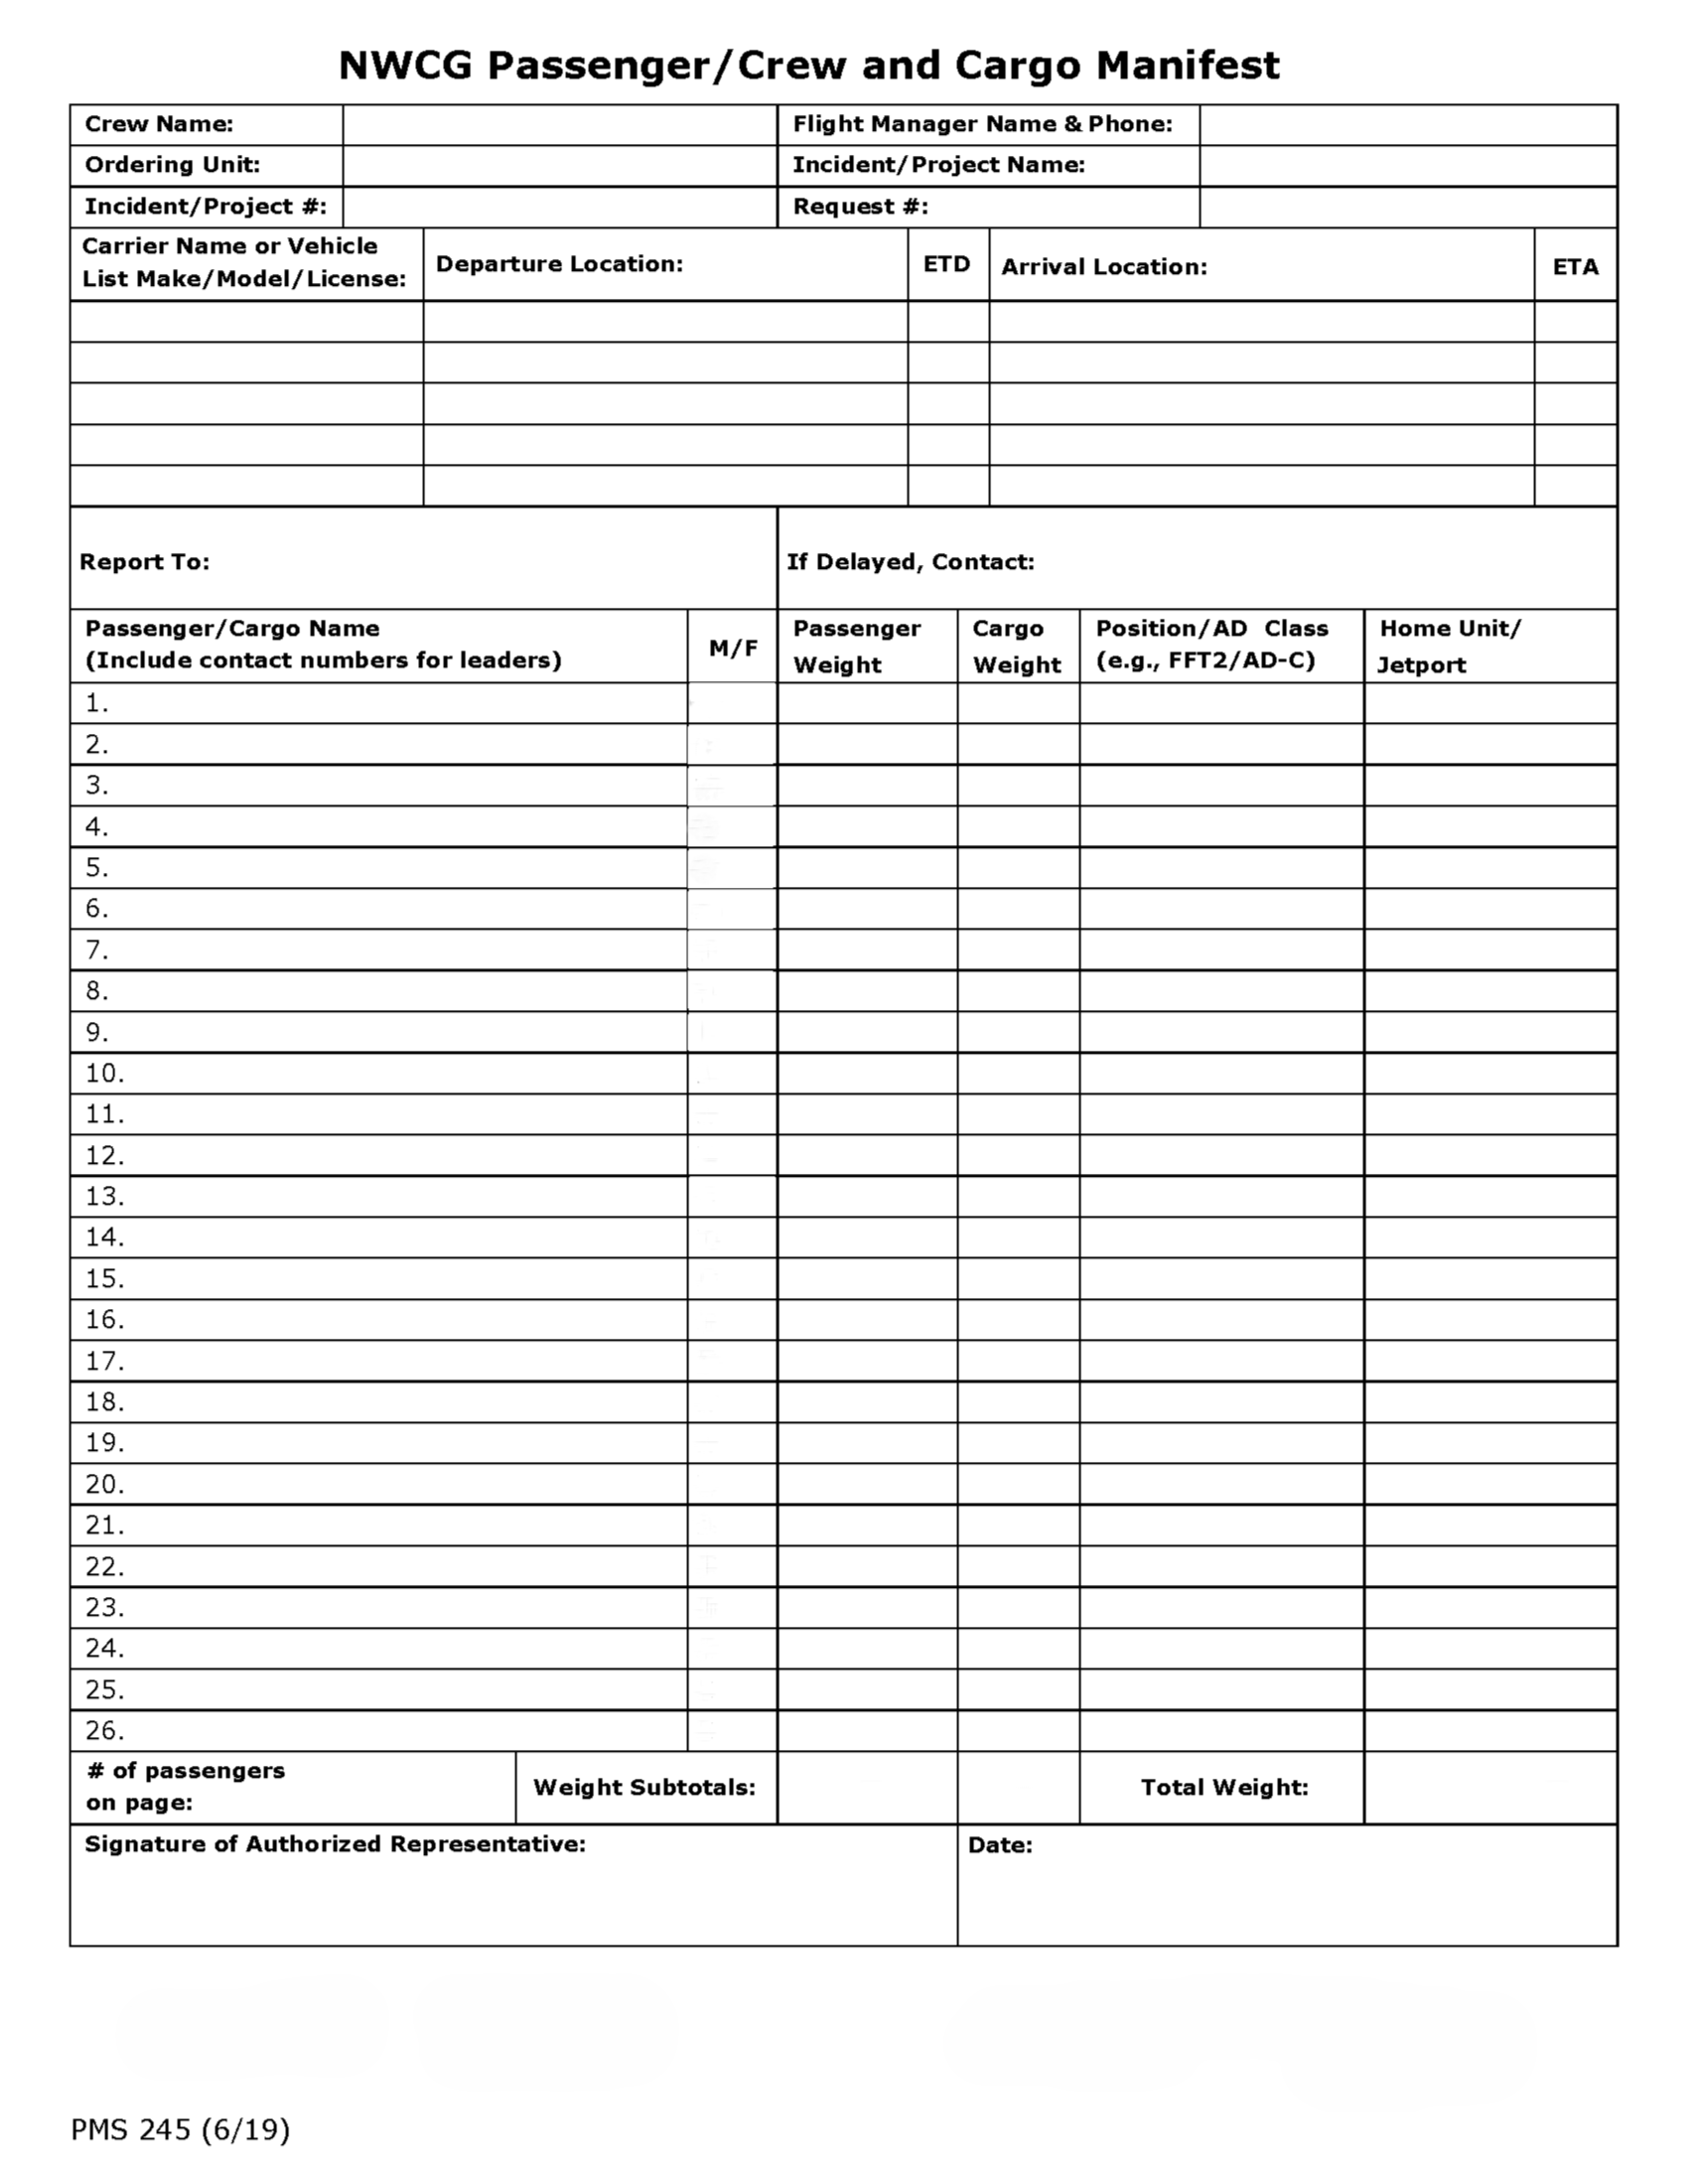 NWCG Passenger/Crew and Cargo Manifest
Crew Name: Flight Manager Name & Phone:
Ordering Unit: Incident/Project Name:
Incident/Project #: Request #:
Carrier Name or Vehicle
List Make/Model/License: Departure Location: ETD Arrival Location: ETA
Report To: If Delayed, Contact:
Passenger/Cargo Name
(Include contact numbers for leaders) M/F Passenger
Weight Cargo
Weight Position/AD Class
(e.g., FFT2/AD-C) Home Unit/
Jetport
1.
2.
3.
4.
5.
6.
7.
8.
9.
10.
11.
12.
13.
14.
15.
16.
17.
18.
19.
20.
21.
22.
23.
24.
25.
26.
# of passengers
on page: Weight Subtotals: Total Weight:
Signature of Authorized Representative: Date:
PMS 245 (6/19)